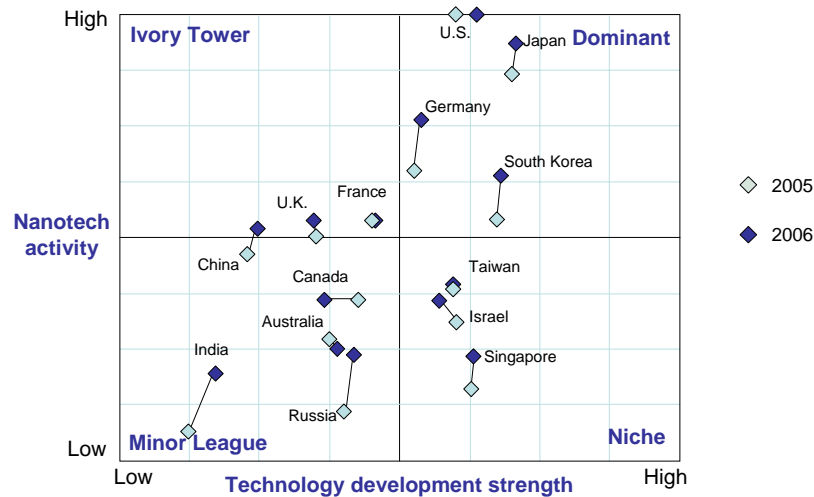 High
Ivory Tower
U.S.
Japan
Dominant
Germany
South Korea
2005
France
U.K.
2006
Nanotech
activity
China
Canada
Taiwan
Australia
Israel
India
Singapore
Russia
Low
Minor League
Niche
Low
Technology development strength
High